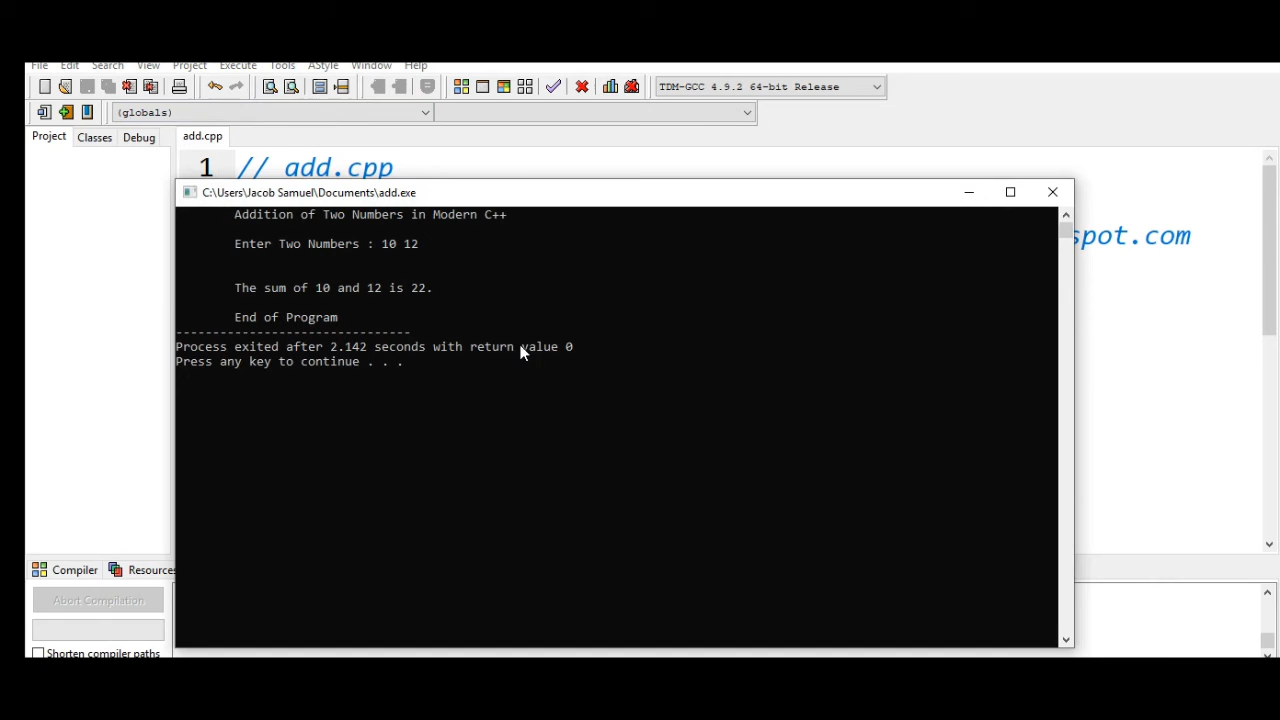 File Edit Search View Project Execute Tools AStyle Window Help
TDM-GCC 4.9.2 64-bit Release
(globals)
Project Classes Debug add.cpp
1 // add.cpp
C:\Users\Jacob Samuel\Documents\add.exe
spot.com
Addition of Two Numbers in Modern C++
Enter Two Numbers : 10 12
The sum of 10 and 12 is 22.
End of Program
--------------------------------
Process exited after 2.142 seconds with return value 0
Press any key to continue . . .
Compiler Resources
Abort Compilation
Shorten compiler paths